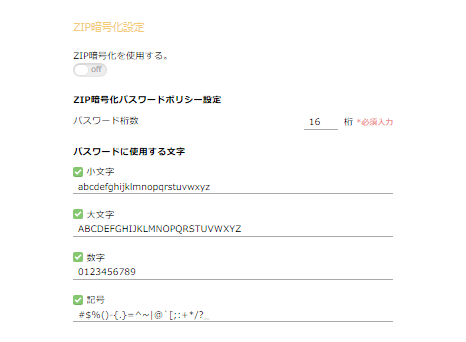 ZIP暗号化設定
ZIP暗号化を使用する。
off
ZIP暗号化パスワードポリシー設定
パスワード桁数 16 桁 *必須入力
パスワードに使用する文字
小文字
abcdefghijklmnopqrstuvwxyz
大文字
ABCDEFGHIJKLMNOPQRSTUVWXYZ
数字
0123456789
記号
#$%()-{.}=^~|@`[;:+*/?_